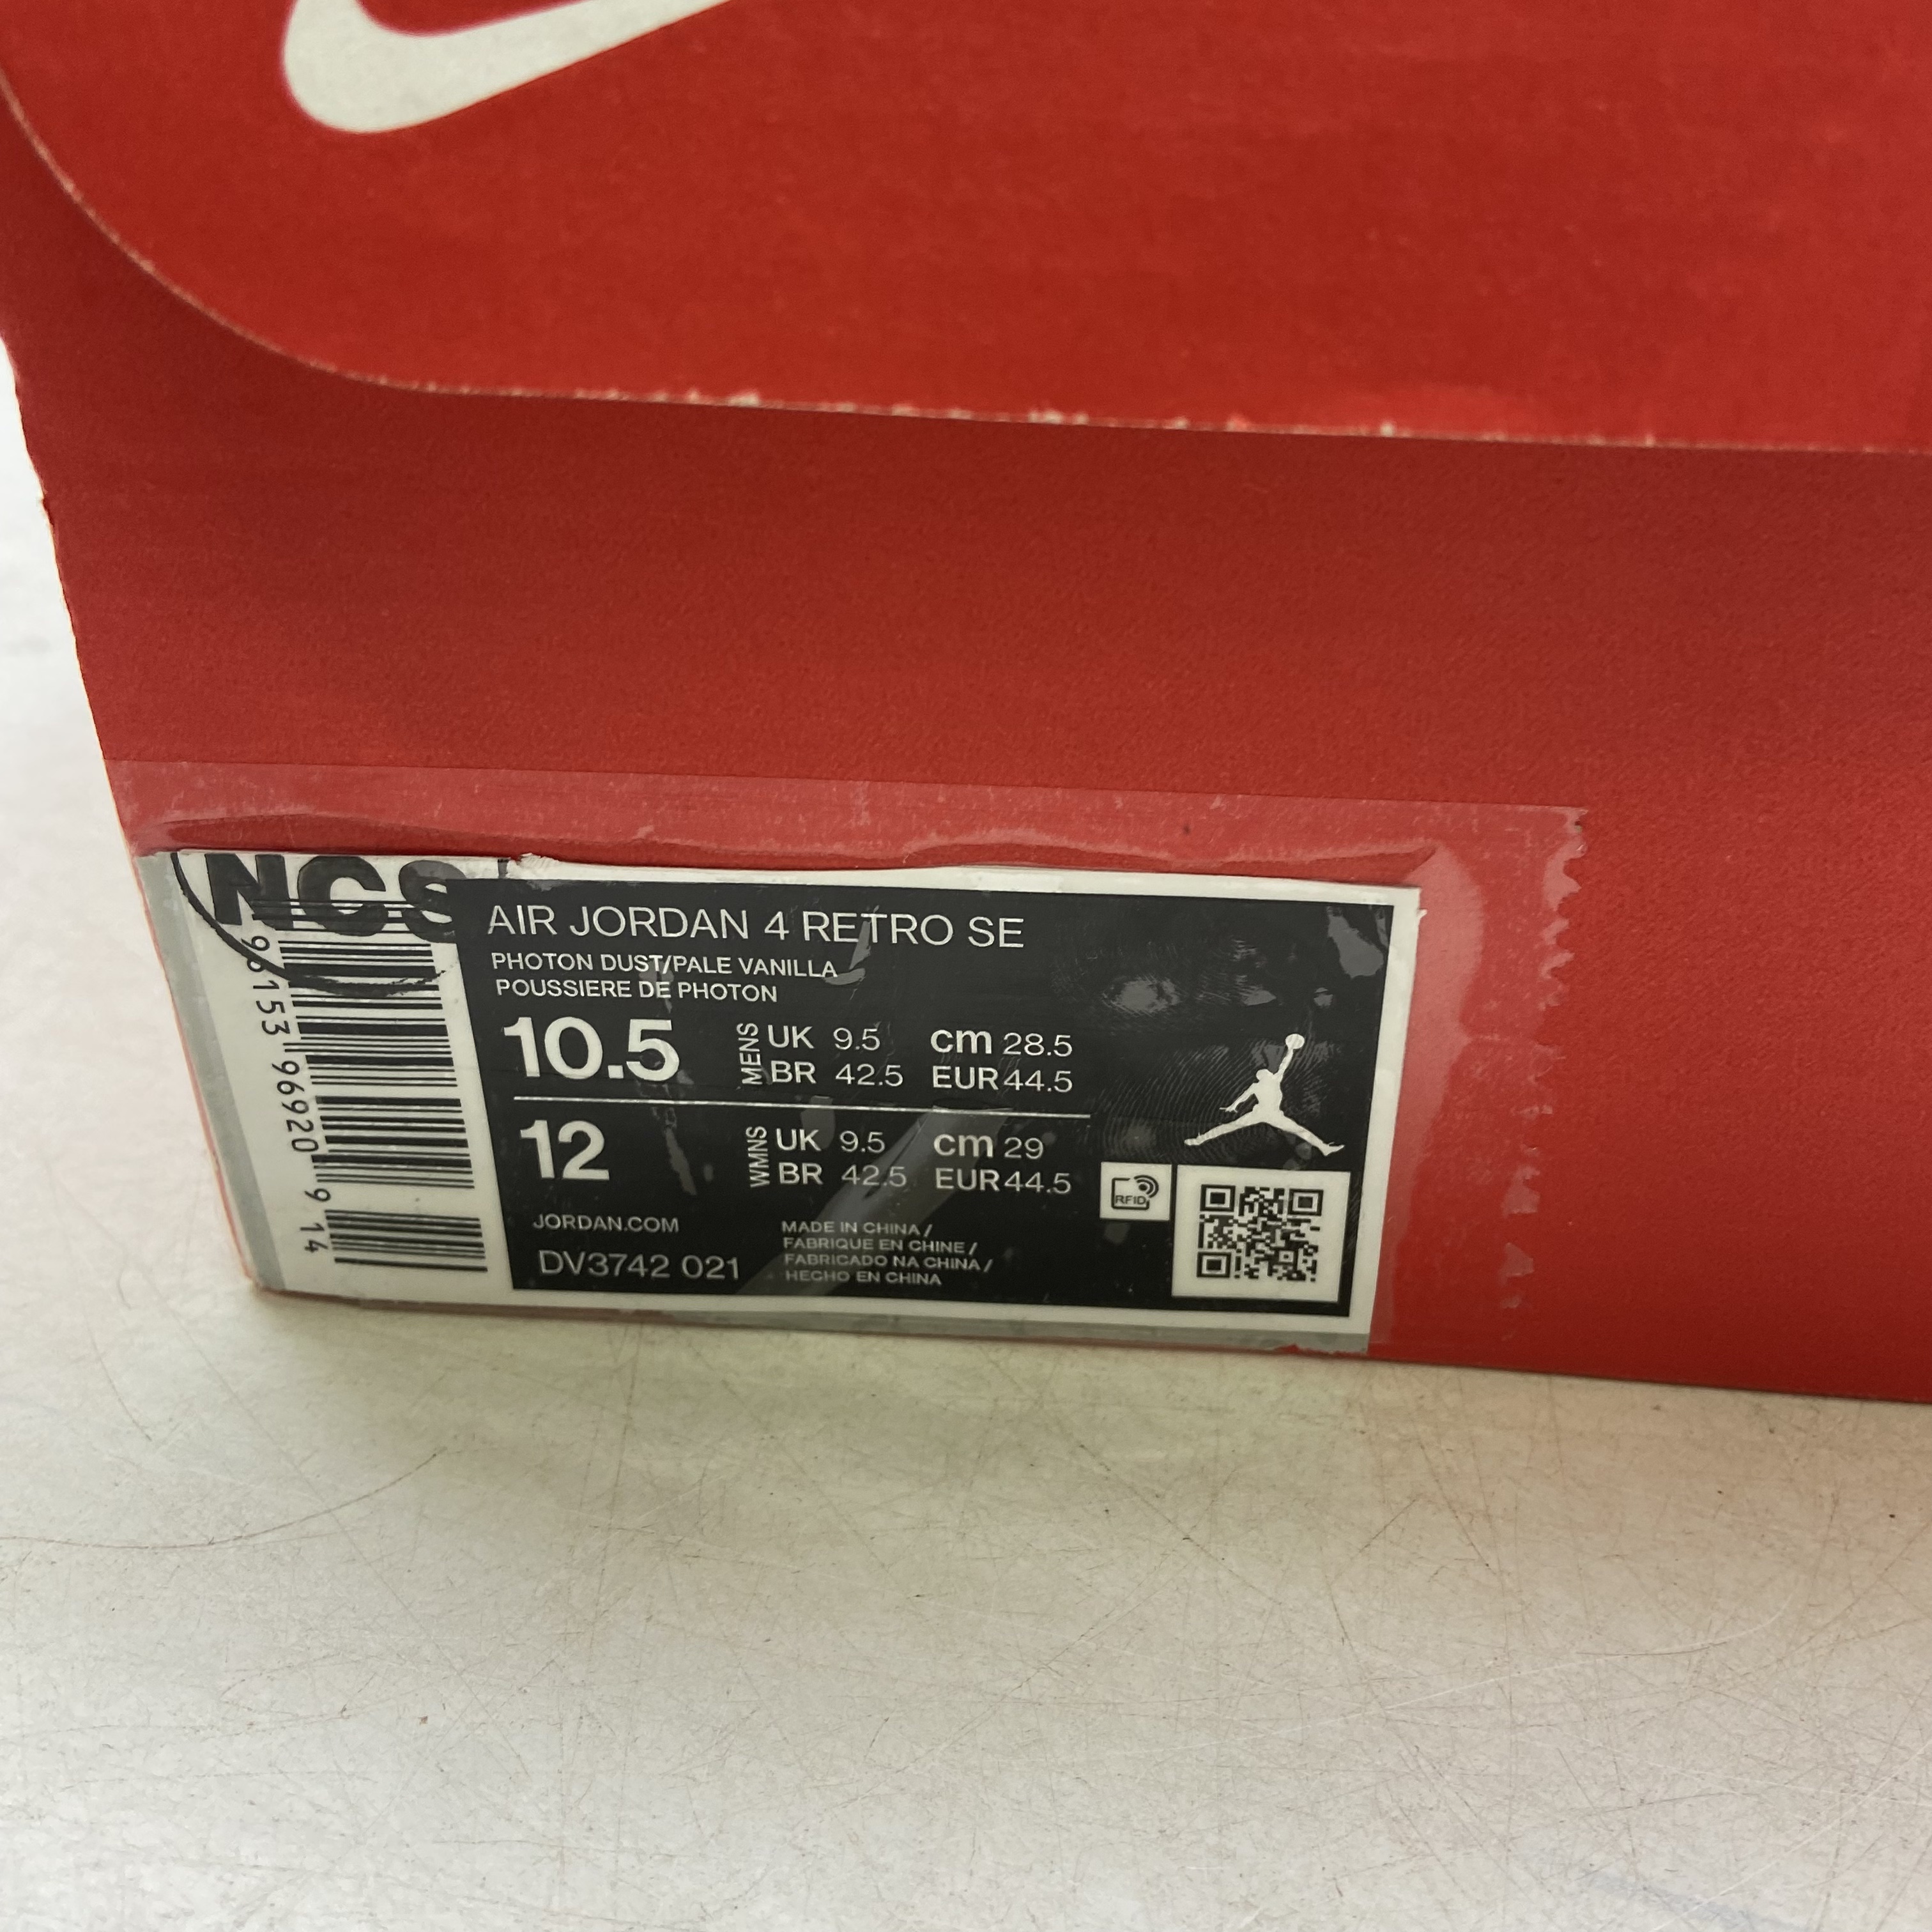 NCS
AIR JORDAN 4 RETRO SE
PHOTON DUST/PALE VANILLA
POUSSIERE DE PHOTON
10.5 MENS UK 9.5 cm 28.5
BR 42.5 EUR 44.5
12 WMNS UK 9.5 cm 29
BR 42.5 EUR 44.5
RFID
JORDAN.COM
DV3742 021
MADE IN CHINA /
FABRIQUE EN CHINE /
FABRICADO NA CHINA /
HECHO EN CHINA
96920 9 14